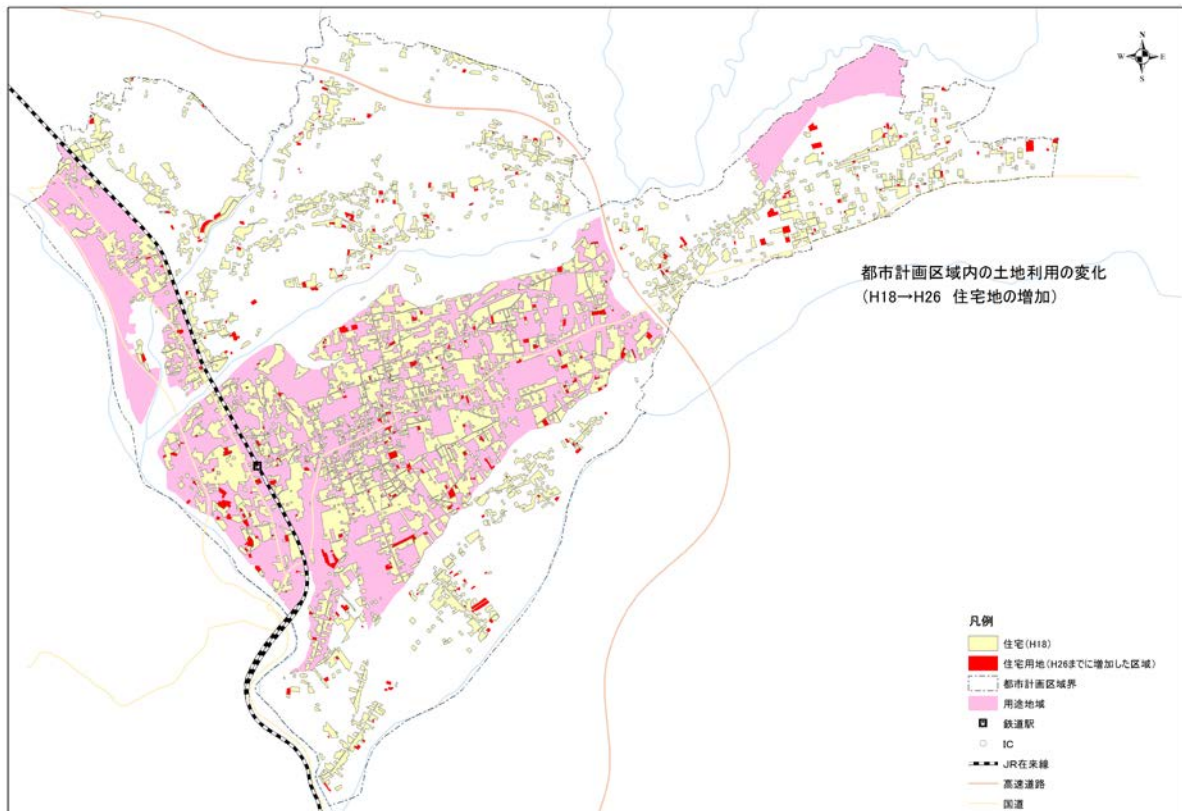 N
W E
S
都市計画区域内の土地利用の変化
(H18→H26 住宅地の増加)
凡例
住宅(H18)
住宅用地(H26までに増加した区域)
都市計画区域界
用途地域
鉄道駅
IC
JR在来線
高速道路
国道